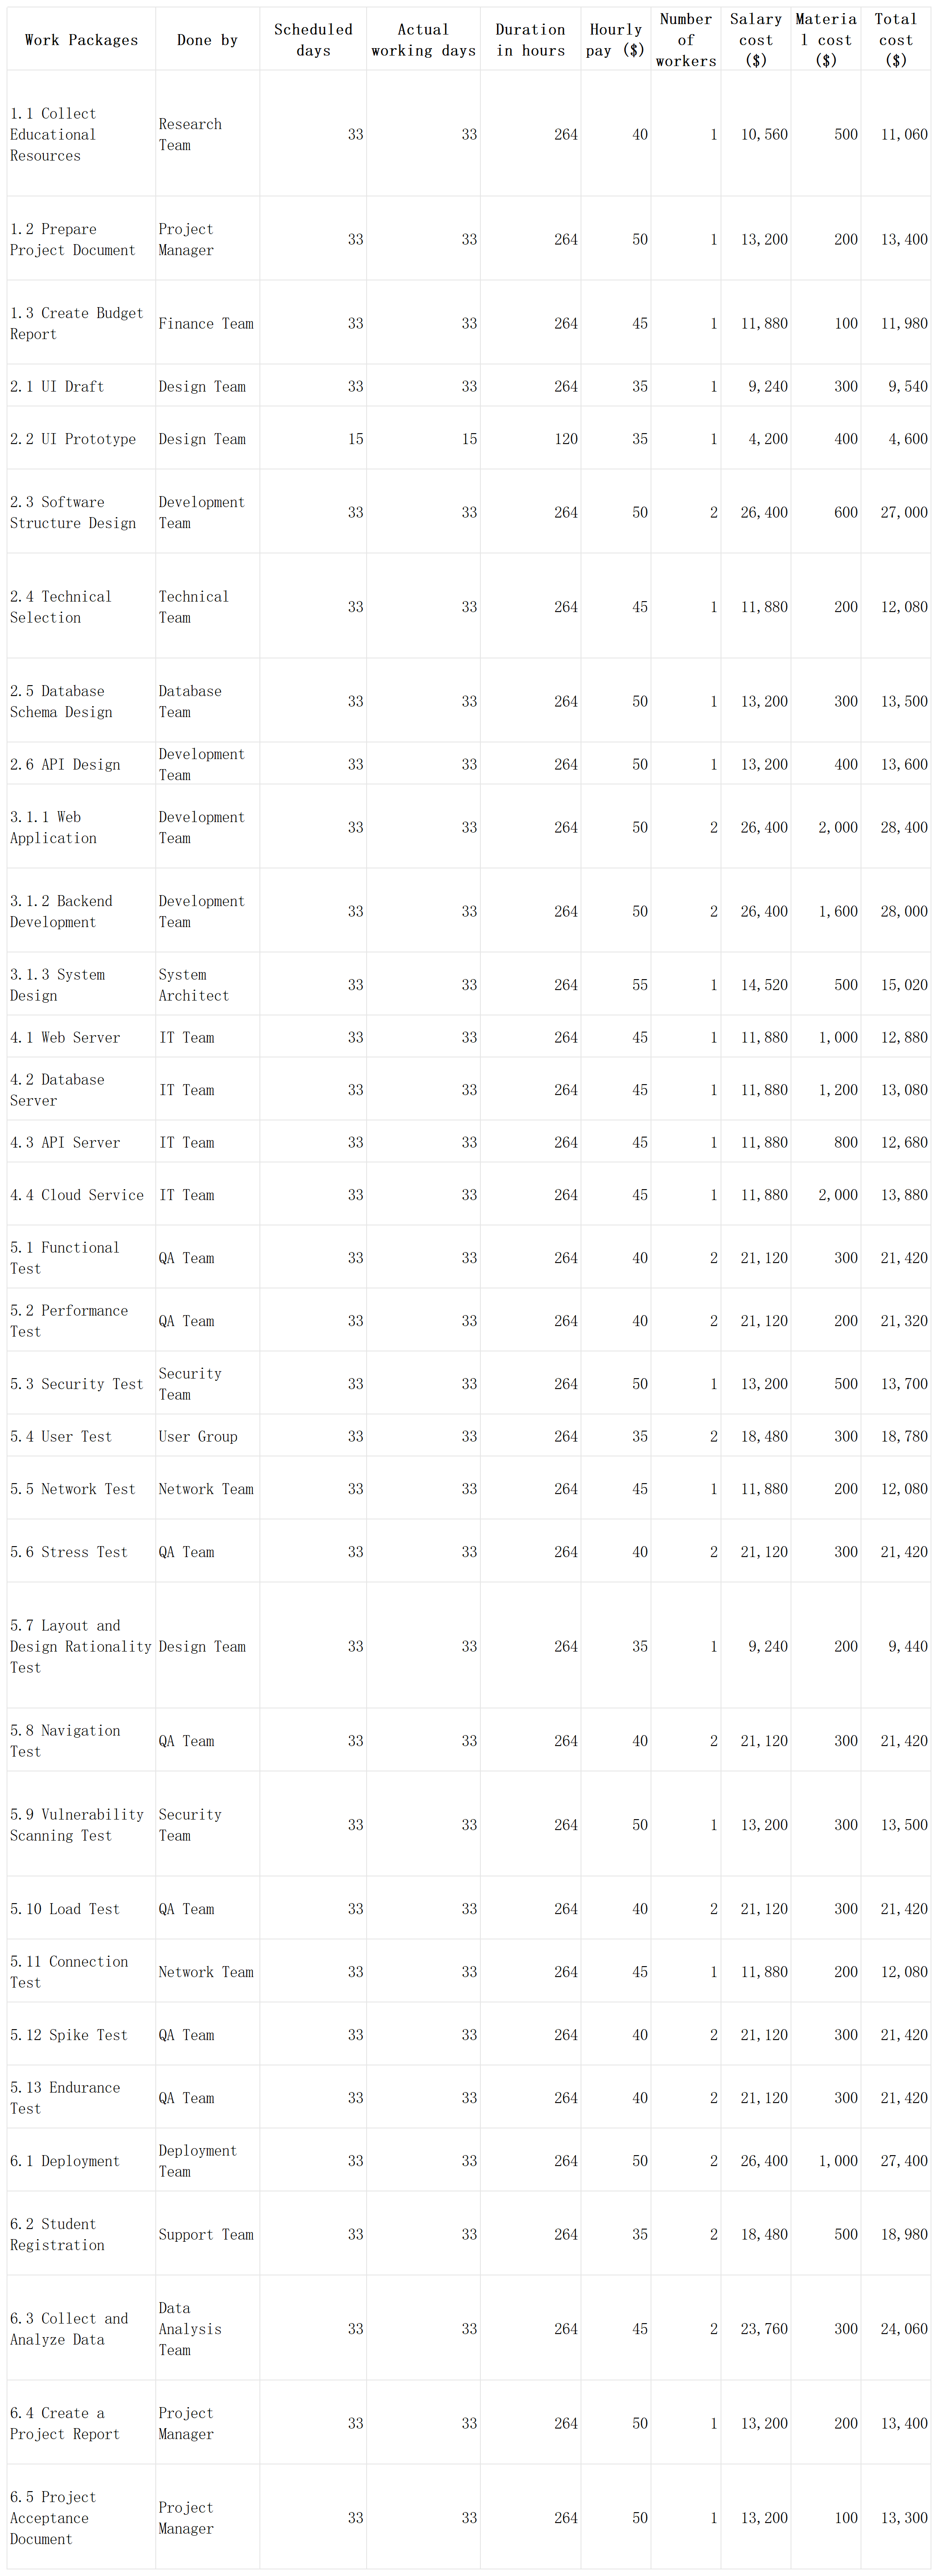 Work Packages Done by Scheduled days Actual working days Duration in hours Hourly pay ($) Number of workers Salary cost ($) Materia l cost ($) Total cost ($)
1.1 Collect Educational Resources Research Team 33 33 264 40 1 10,560 500 11,060
1.2 Prepare Project Document Project Manager 33 33 264 50 1 13,200 200 13,400
1.3 Create Budget Report Finance Team 33 33 264 45 1 11,880 100 11,980
2.1 UI Draft Design Team 33 33 264 35 1 9,240 300 9,540
2.2 UI Prototype Design Team 15 15 120 35 1 4,200 400 4,600
2.3 Software Structure Design Development Team 33 33 264 50 2 26,400 600 27,000
2.4 Technical Selection Technical Team 33 33 264 45 1 11,880 200 12,080
2.5 Database Schema Design Database Team 33 33 264 50 1 13,200 300 13,500
2.6 API Design Development Team 33 33 264 50 1 13,200 400 13,600
3.1.1 Web Application Development Team 33 33 264 50 2 26,400 2,000 28,400
3.1.2 Backend Development Development Team 33 33 264 50 2 26,400 1,600 28,000
3.1.3 System Design System Architect 33 33 264 55 1 14,520 500 15,020
4.1 Web Server IT Team 33 33 264 45 1 11,880 1,000 12,880
4.2 Database Server IT Team 33 33 264 45 1 11,880 1,200 13,080
4.3 API Server IT Team 33 33 264 45 1 11,880 800 12,680
4.4 Cloud Service IT Team 33 33 264 45 1 11,880 2,000 13,880
5.1 Functional Test QA Team 33 33 264 40 2 21,120 300 21,420
5.2 Performance Test QA Team 33 33 264 40 2 21,120 200 21,320
5.3 Security Test Security Team 33 33 264 50 1 13,200 500 13,700
5.4 User Test User Group 33 33 264 35 2 18,480 300 18,780
5.5 Network Test Network Team 33 33 264 45 1 11,880 200 12,080
5.6 Stress Test QA Team 33 33 264 40 2 21,120 300 21,420
5.7 Layout and Design Rationality Test Design Team 33 33 264 35 1 9,240 200 9,440
5.8 Navigation Test QA Team 33 33 264 40 2 21,120 300 21,420
5.9 Vulnerability Scanning Test Security Team 33 33 264 50 1 13,200 300 13,500
5.10 Load Test QA Team 33 33 264 40 2 21,120 300 21,420
5.11 Connection Test Network Team 33 33 264 45 1 11,880 200 12,080
5.12 Spike Test QA Team 33 33 264 40 2 21,120 300 21,420
5.13 Endurance Test QA Team 33 33 264 40 2 21,120 300 21,420
6.1 Deployment Deployment Team 33 33 264 50 2 26,400 1,000 27,400
6.2 Student Registration Support Team 33 33 264 35 2 18,480 500 18,980
6.3 Collect and Analyze Data Data Analysis Team 33 33 264 45 2 23,760 300 24,060
6.4 Create a Project Report Project Manager 33 33 264 50 1 13,200 200 13,400
6.5 Project Acceptance Document Project Manager 33 33 264 50 1 13,200 100 13,300